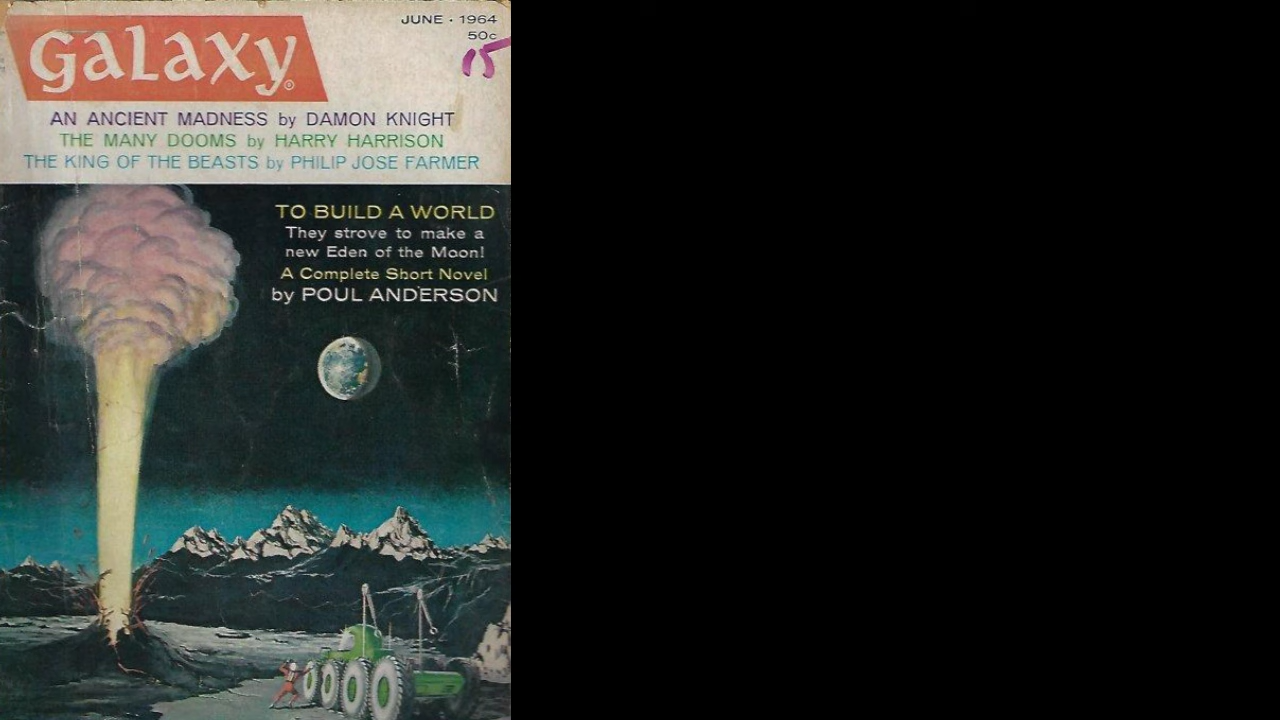 JUNE • 1964
50c
15
GaLaxy®
AN ANCIENT MADNESS by DAMON KNIGHT
THE MANY DOOMS by HARRY HARRISON
THE KING OF THE BEASTS by PHILIP JOSE FARMER
TO BUILD A WORLD
They strove to make a
new Eden of the Moon!
A Complete Short Novel
by POUL ANDERSON